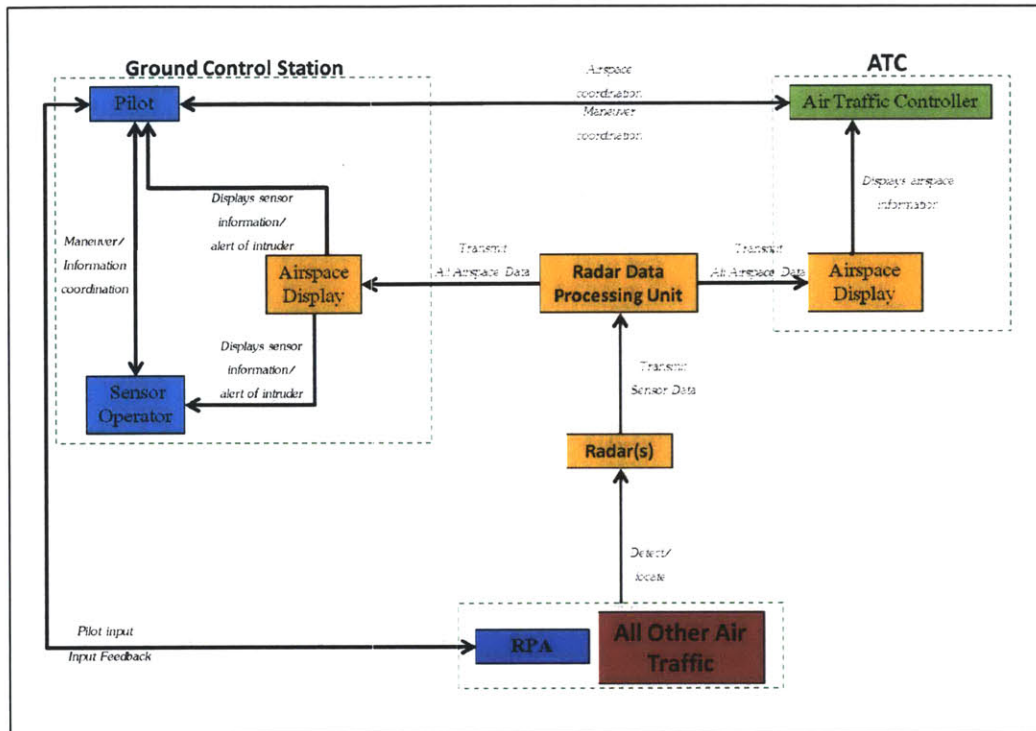 Ground Control Station
ATC
Pilot
Airspace
coordination
Maneuver
coordination
Air Traffic Controller
Displays sensor
information/
alert of intruder
Displays airspace
information
Maneuver/
Information
coordination
Airspace
Display
Transmit
All Airspace Data
Radar Data
Processing Unit
Transmit
All Airspace Data
Airspace
Display
Displays sensor
information/
alert of intruder
Sensor
Operator
Transmit
Sensor Data
Radar(s)
Detect/
locate
Pilot input
Input Feedback
RPA
All Other Air
Traffic